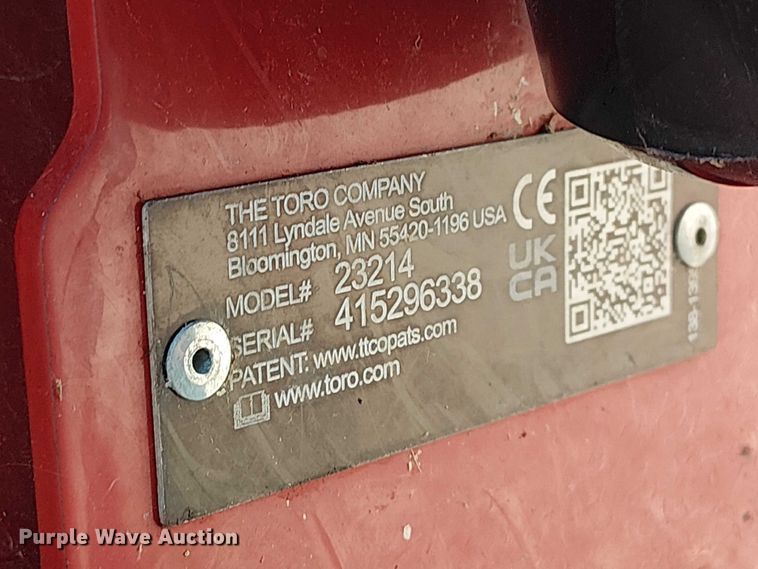 THE TORO COMPANY
8111 Lyndale Avenue South
Bloomington, MN 55420-1196 USA
MODEL# 23214
SERIAL# 415296338
PATENT: www.ttcopats.com
www.toro.com
CE
UK
CA
Purple Wave Auction